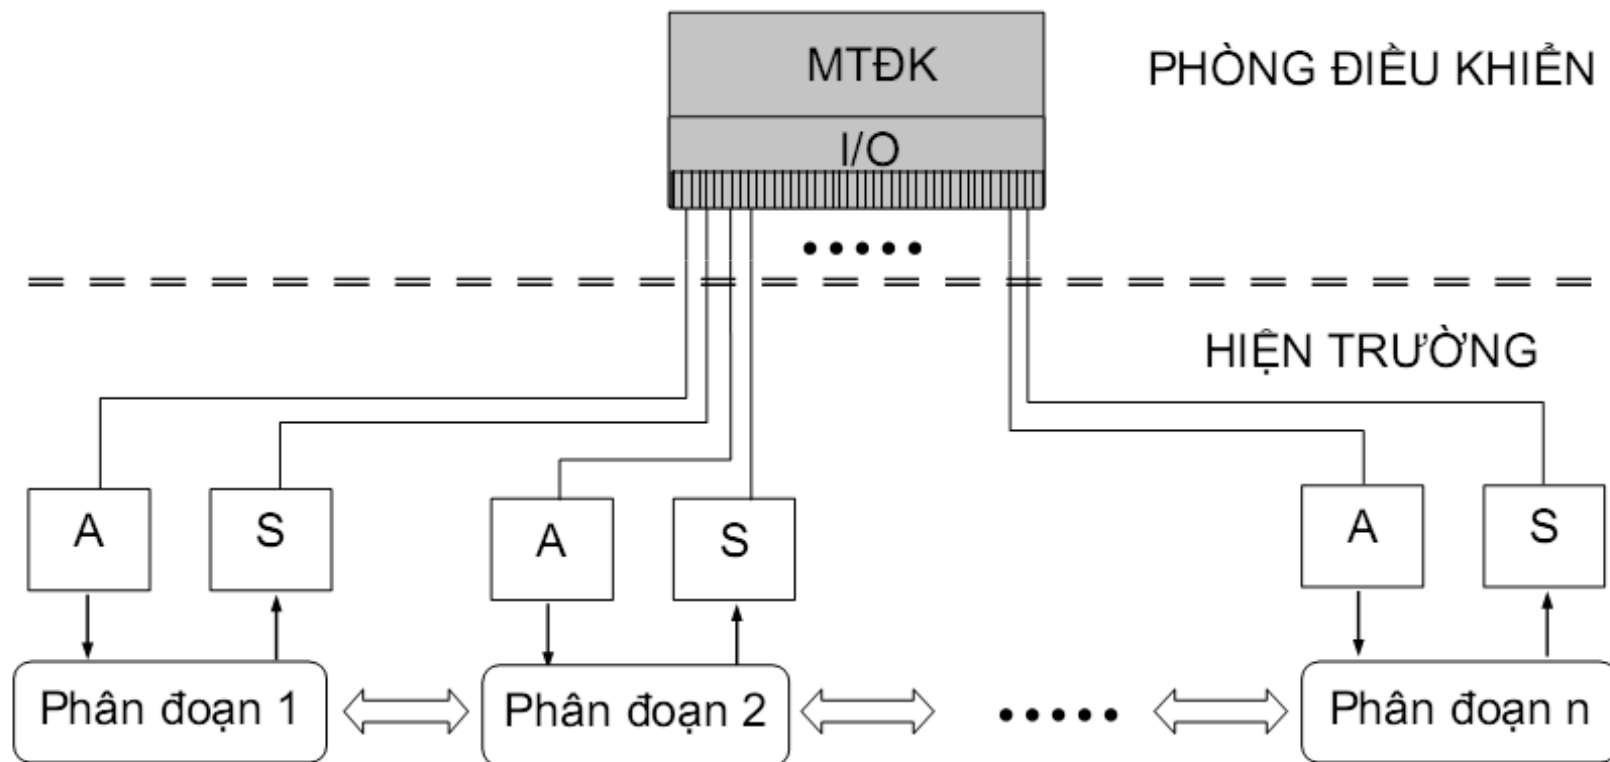 MTĐK
PHÒNG ĐIỀU KHIỂN
I/O
HIỆN TRƯỜNG
A
S
A
S
A
S
Phân đoạn 1
Phân đoạn 2
Phân đoạn n